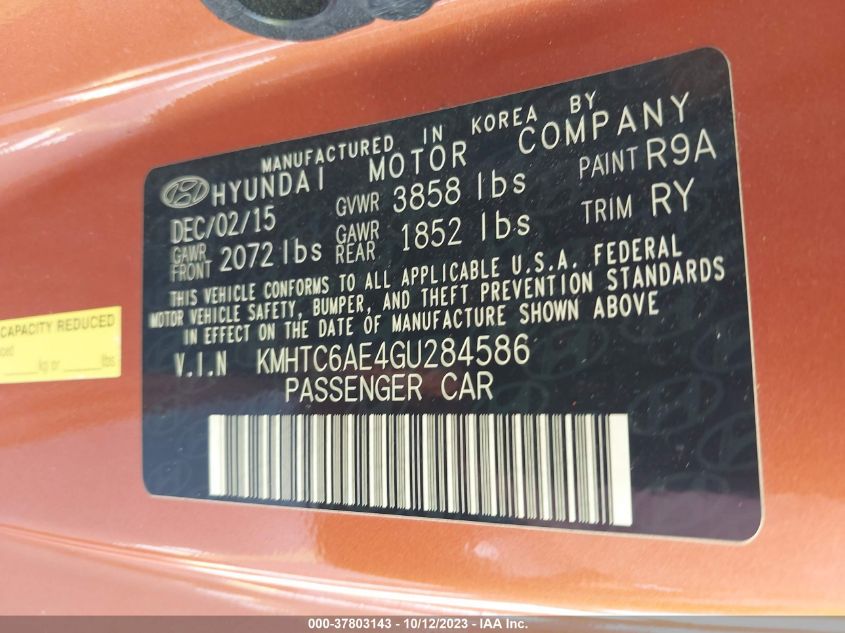 MANUFACTURED IN KOREA BY
HYUNDAI MOTOR COMPANY
DEC/02/15 GVWR 3858 lbs PAINT R9A
GAWR FRONT 2072 lbs GAWR REAR 1852 lbs TRIM RY
THIS VEHICLE CONFORMS TO ALL APPLICABLE U.S.A. FEDERAL
MOTOR VEHICLE SAFETY, BUMPER, AND THEFT PREVENTION STANDARDS
IN EFFECT ON THE DATE OF MANUFACTURE SHOWN ABOVE
V.I.N KMHTC6AE4GU284586
PASSENGER CAR
CAPACITY REDUCED
kg or lbs
000-37803143 - 10/12/2023 - IAA Inc.